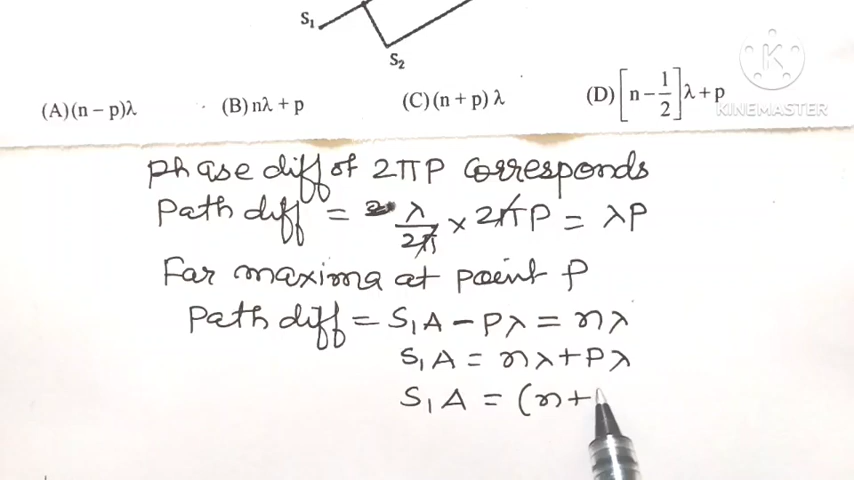 S₁
S₂
K
KINEMASTER
(A) (n – p)λ (B) nλ + p (C) (n + p) λ (D) [n – 1/2] λ + p
phase diff of 2πP corresponds
Path diff = λ/2π × 2πP = λP
For maxima at point P
Path diff = S₁A – Pλ = nλ
S₁A = nλ + Pλ
S₁A = (n+